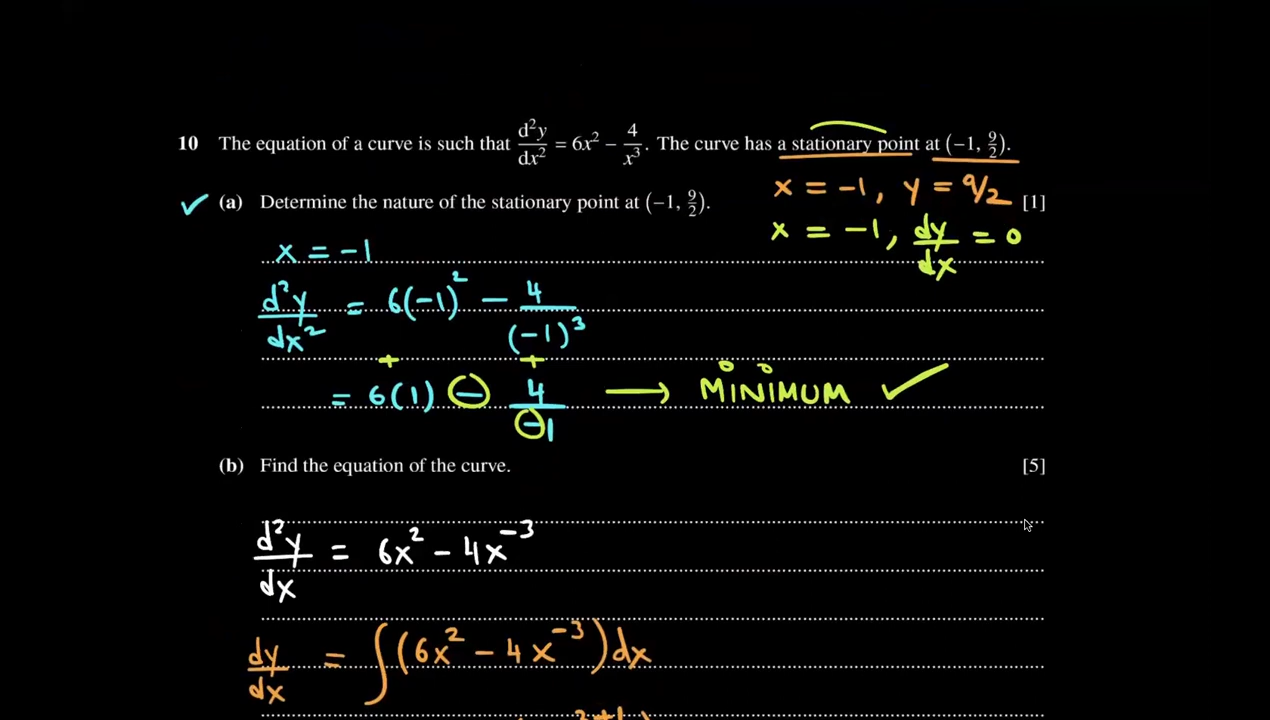 10 The equation of a curve is such that d²y/dx² = 6x² − 4/x³. The curve has a stationary point at (−1, 9/2).
x = -1, y = 9/2
(a) Determine the nature of the stationary point at (−1, 9/2). [1]
x = -1, dy/dx = 0
x = -1
d²y/dx² = 6(-1)² - 4/(-1)³
+ +
= 6(1) - 4/-1 → MINIMUM ✓
(b) Find the equation of the curve. [5]
d²y/dx = 6x² - 4x⁻³
dy/dx = ∫(6x² - 4x⁻³)dx